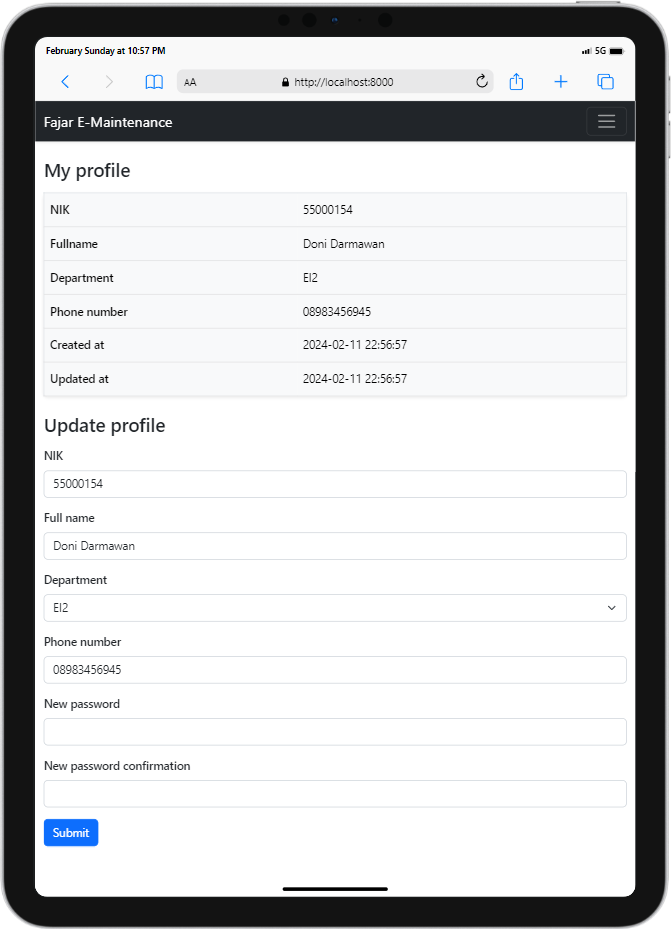 February Sunday at 10:57 PM 5G
AA http://localhost:8000
Fajar E-Maintenance
My profile
NIK 55000154
Fullname Doni Darmawan
Department EI2
Phone number 08983456945
Created at 2024-02-11 22:56:57
Updated at 2024-02-11 22:56:57
Update profile
NIK
55000154
Full name
Doni Darmawan
Department
EI2
Phone number
08983456945
New password
New password confirmation
Submit